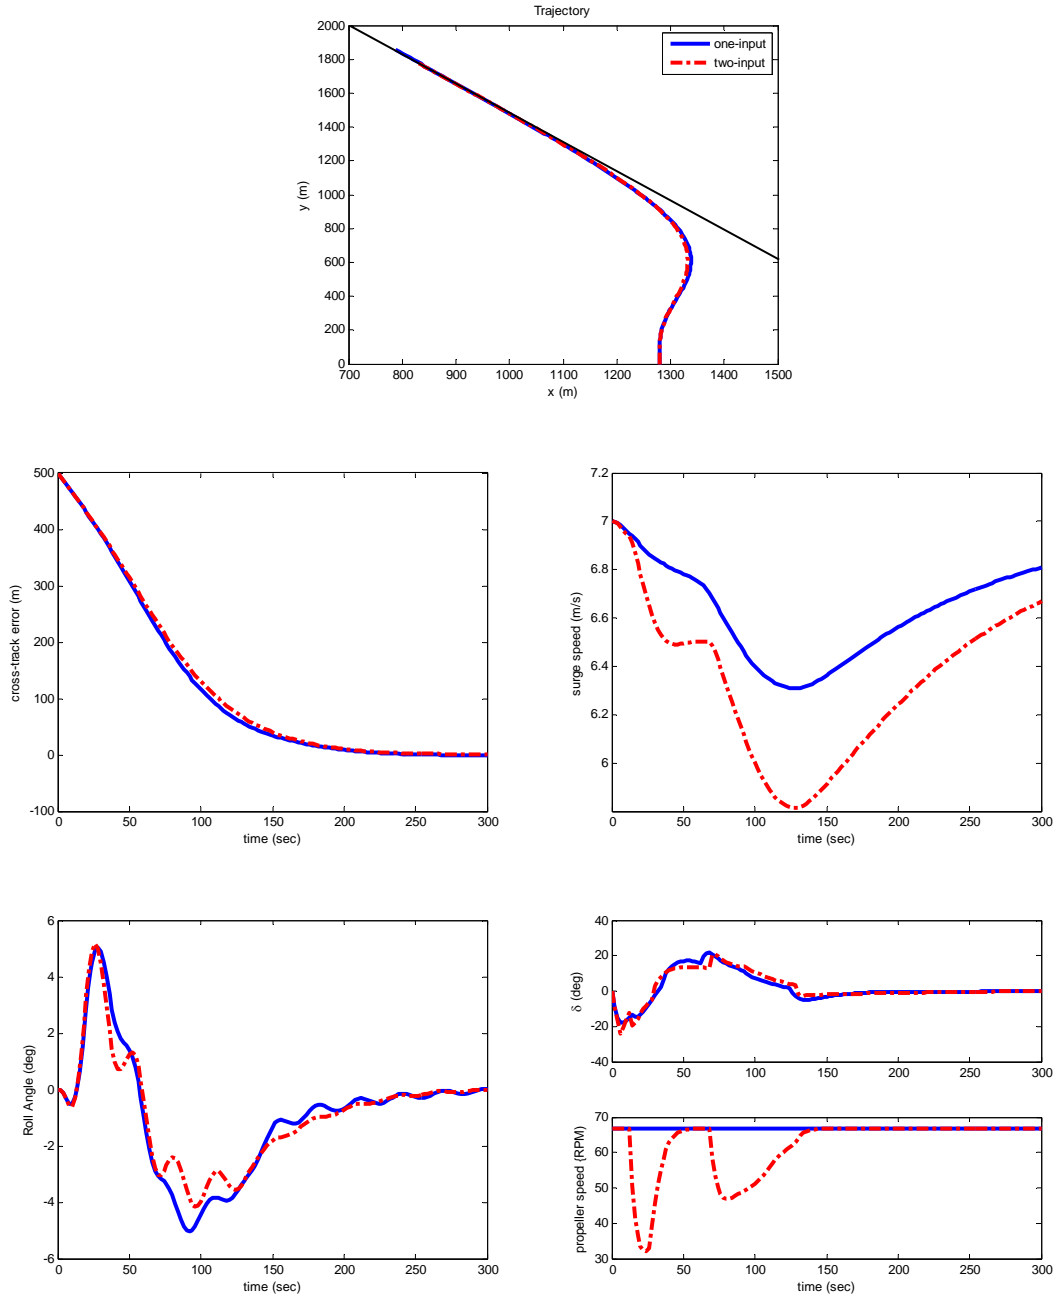 Trajectory
2000
1800
1600
1400
1200
1000
800
600
400
200
0
y (m)
700 800 900 1000 1100 1200 1300 1400 1500
x (m)
one-input
two-input
500
400
300
200
100
0
-100
cross-track error (m)
0 50 100 150 200 250 300
time (sec)
7.2
7
6.8
6.6
6.4
6.2
6
surge speed (m/s)
0 50 100 150 200 250 300
time (sec)
6
4
2
0
-2
-4
-6
Roll Angle (deg)
0 50 100 150 200 250 300
time (sec)
40
20
0
-20
-40
δ (deg)
0 50 100 150 200 250 300
70
60
50
40
30
propeller speed (RPM)
0 50 100 150 200 250 300
time (sec)